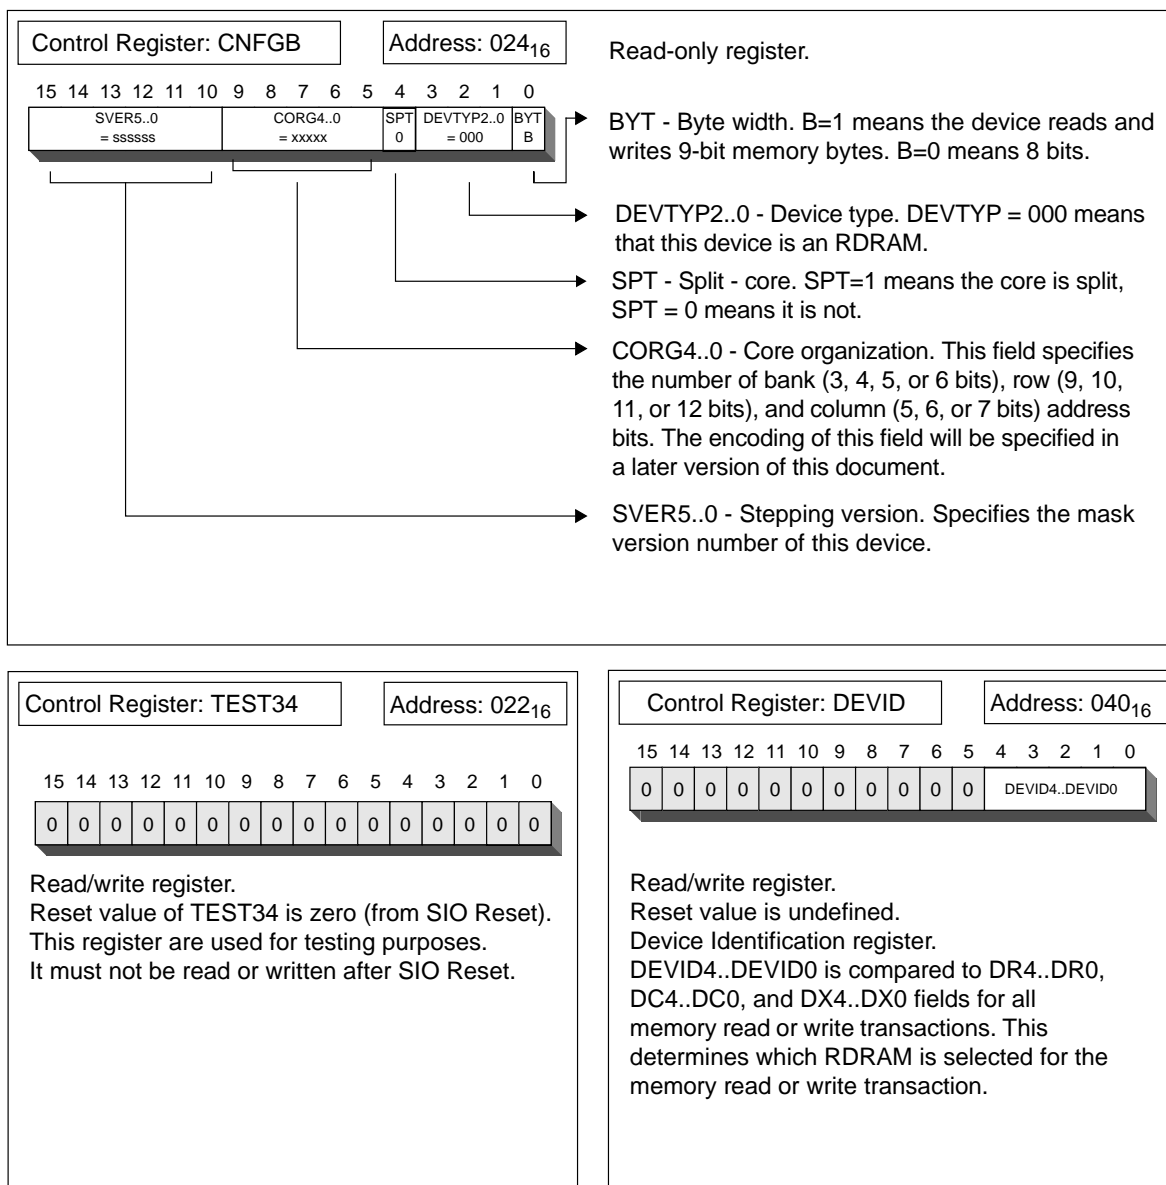 Control Register: CNFGB
Address: 024₁₆
15 14 13 12 11 10 9 8 7 6 5 4 3 2 1 0
SVER5..0 CORG4..0 SPT DEVTYP2..0 BYT
= ssssss = xxxxx 0 = 000 B
Read-only register.
BYT - Byte width. B=1 means the device reads and
writes 9-bit memory bytes. B=0 means 8 bits.
DEVTYP2..0 - Device type. DEVTYP = 000 means
that this device is an RDRAM.
SPT - Split - core. SPT=1 means the core is split,
SPT = 0 means it is not.
CORG4..0 - Core organization. This field specifies
the number of bank (3, 4, 5, or 6 bits), row (9, 10,
11, or 12 bits), and column (5, 6, or 7 bits) address
bits. The encoding of this field will be specified in
a later version of this document.
SVER5..0 - Stepping version. Specifies the mask
version number of this device.
Control Register: TEST34
Address: 022₁₆
15 14 13 12 11 10 9 8 7 6 5 4 3 2 1 0
0 0 0 0 0 0 0 0 0 0 0 0 0 0 0 0
Read/write register.
Reset value of TEST34 is zero (from SIO Reset).
This register are used for testing purposes.
It must not be read or written after SIO Reset.
Control Register: DEVID
Address: 040₁₆
15 14 13 12 11 10 9 8 7 6 5 4 3 2 1 0
0 0 0 0 0 0 0 0 0 0 0 DEVID4..DEVID0
Read/write register.
Reset value is undefined.
Device Identification register.
DEVID4..DEVID0 is compared to DR4..DR0,
DC4..DC0, and DX4..DX0 fields for all
memory read or write transactions. This
determines which RDRAM is selected for the
memory read or write transaction.